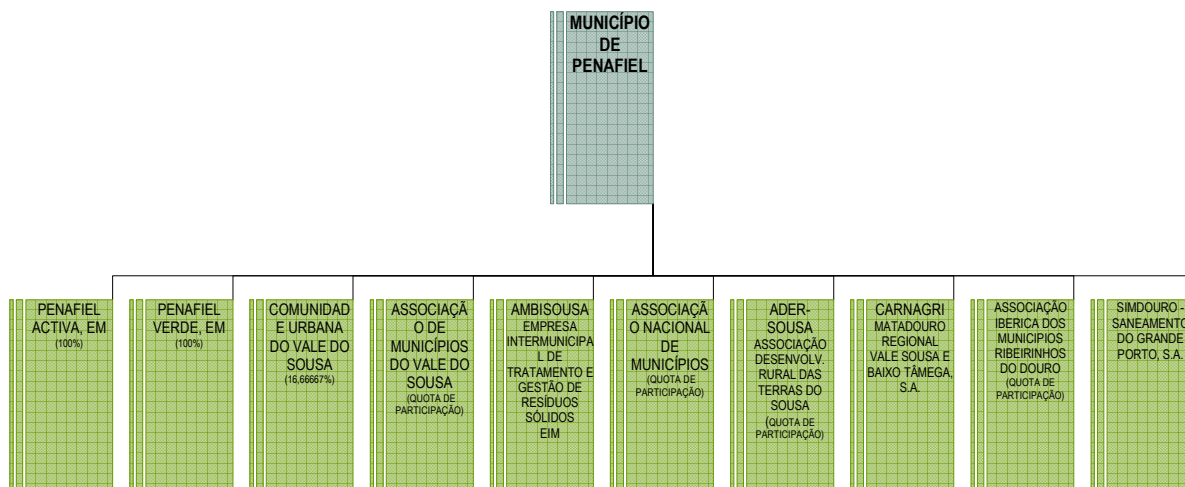 MUNICÍPIO
DE
PENAFIEL
PENAFIEL
ACTIVA, EM
(100%)
PENAFIEL
VERDE, EM
(100%)
COMUNIDAD
E URBANA
DO VALE DO
SOUSA
(16,66667%)
ASSOCIAÇÃ
O DE
MUNICÍPIOS
DO VALE DO
SOUSA
(QUOTA DE
PARTICIPAÇÃO)
AMBISOUSA
EMPRESA
INTERMUNICIPA
L DE
TRATAMENTO E
GESTÃO DE
RESÍDUOS
SÓLIDOS
EIM
ASSOCIAÇÃ
O NACIONAL
DE
MUNICÍPIOS
(QUOTA DE
PARTICIPAÇÃO)
ADER-
SOUSA
ASSOCIAÇÃO
DESENVOLV.
RURAL DAS
TERRAS DO
SOUSA
(QUOTA DE
PARTICIPAÇÃO)
CARNAGRI
MATADOURO
REGIONAL
VALE SOUSA E
BAIXO TÂMEGA,
S.A.
ASSOCIAÇÃO
IBERICA DOS
MUNICIPIOS
RIBEIRINHOS
DO DOURO
(QUOTA DE
PARTICIPAÇÃO)
SIMDOURO -
SANEAMENTO
DO GRANDE
PORTO, S.A.